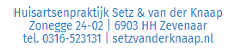 Huisartsenpraktijk Setz & van der Knaap
Zonegge 24-02 | 6903 HH Zevenaar
tel. 0316-523131 | setzvanderknaap.nl